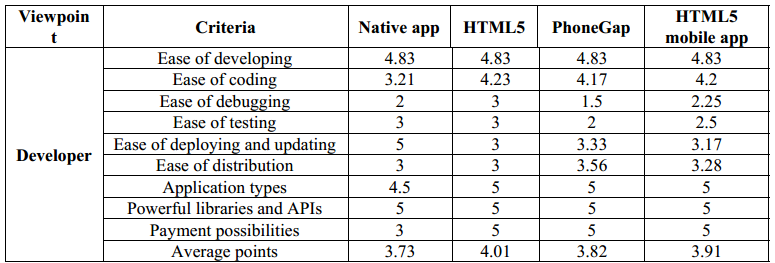 Viewpoin
t Criteria Native app HTML5 PhoneGap HTML5
mobile app
Developer
Ease of developing 4.83 4.83 4.83 4.83
Ease of coding 3.21 4.23 4.17 4.2
Ease of debugging 2 3 1.5 2.25
Ease of testing 3 3 2 2.5
Ease of deploying and updating 5 3 3.33 3.17
Ease of distribution 3 3 3.56 3.28
Application types 4.5 5 5 5
Powerful libraries and APIs 5 5 5 5
Payment possibilities 3 5 5 5
Average points 3.73 4.01 3.82 3.91